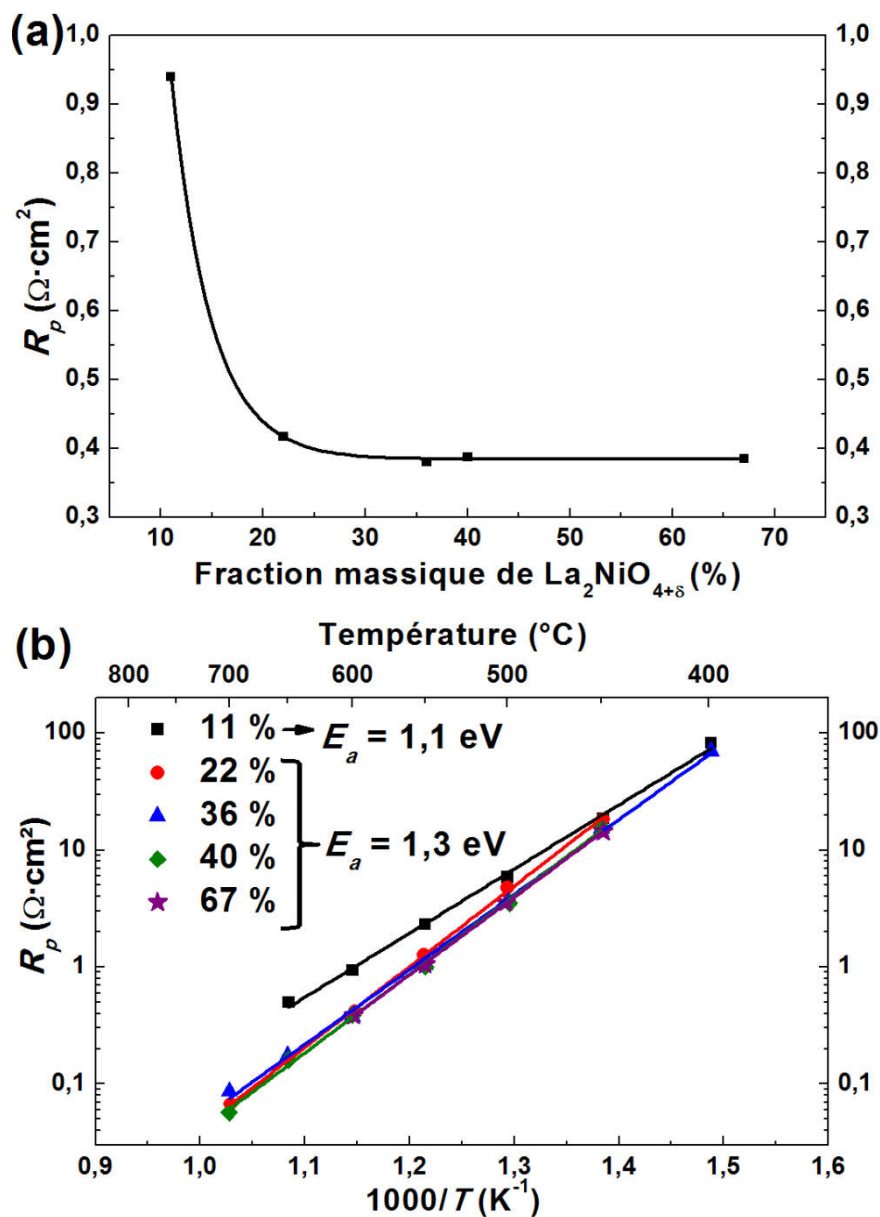 (a)
1,0 1,0
0,9 0,9
0,8 0,8
0,7 0,7
0,6 0,6
0,5 0,5
0,4 0,4
0,3 0,3
R_p (Ω·cm²)
10 20 30 40 50 60 70
Fraction massique de La₂NiO₄₊δ (%)
(b)
Température (°C)
800 700 600 500 400
100 100
10 10
1 1
0,1 0,1
R_p (Ω·cm²)
11 % E_a = 1,1 eV
22 %
36 %
E_a = 1,3 eV
40 %
67 %
0,9 1,0 1,1 1,2 1,3 1,4 1,5 1,6
1000/T (K⁻¹)